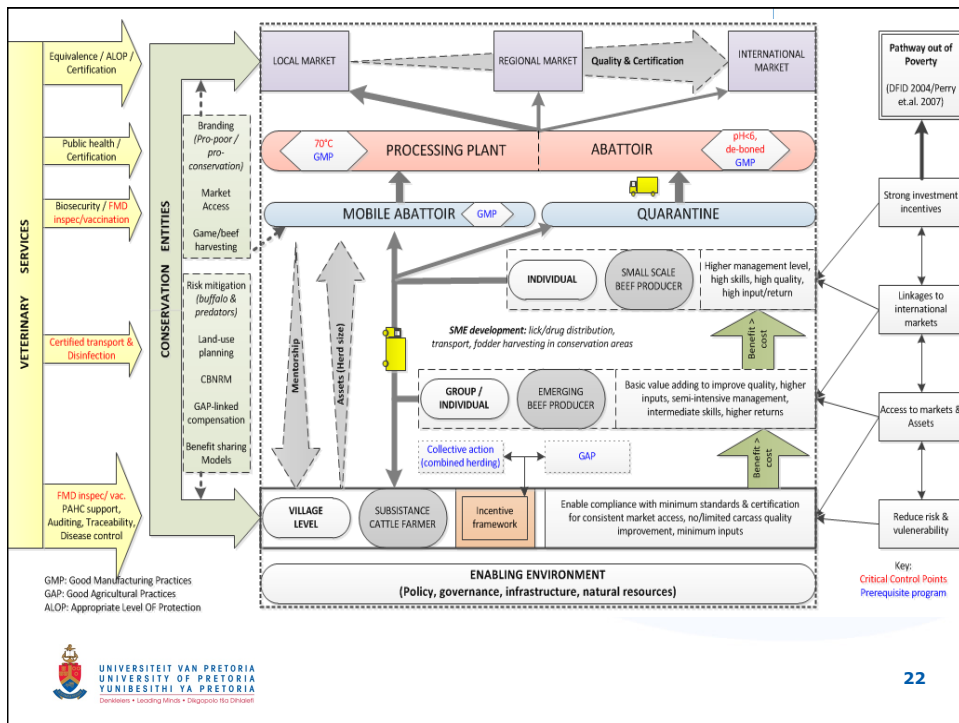 VETERINARY SERVICES
Equivalence / ALOP /
Certification
Public health /
Certification
Biosecurity / FMD
inspec/vaccination
Certified transport &
Disinfection
FMD inspec/ vac.
PAHC support,
Auditing, Traceability,
Disease control
CONSERVATION ENTITIES
Branding
(Pro-poor /
pro-
conservation)
Market
Access
Game/beef
harvesting
Risk mitigation
(buffalo &
predators)
Land-use
planning
CBNRM
GAP-linked
compensation
Benefit sharing
Models
LOCAL MARKET
REGIONAL MARKET
Quality & Certification
INTERNATIONAL
MARKET
70°C
GMP
PROCESSING PLANT
ABATTOIR
pH<6,
de-boned
GMP
MOBILE ABATTOIR
GMP
QUARANTINE
INDIVIDUAL
SMALL SCALE
BEEF PRODUCER
Higher management level,
high skills, high quality,
high input/return
Mentorship
Assets (Herd size)
SME development: lick/drug distribution,
transport, fodder harvesting in conservation areas
Benefit >
cost
GROUP /
INDIVIDUAL
EMERGING
BEEF PRODUCER
Basic value adding to improve quality, higher
inputs, semi-intensive management,
intermediate skills, higher returns
Collective action
(combined herding)
GAP
Benefit >
cost
VILLAGE
LEVEL
SUBSISTANCE
CATTLE FARMER
Incentive
framework
Enable compliance with minimum standards & certification
for consistent market access, no/limited carcass quality
improvement, minimum inputs
ENABLING ENVIRONMENT
(Policy, governance, infrastructure, natural resources)
Pathway out of
Poverty
(DFID 2004/Perry
et.al. 2007)
Strong investment
incentives
Linkages to
international
markets
Access to markets &
Assets
Reduce risk &
vulenerability
Key:
Critical Control Points
Prerequisite program
GMP: Good Manufacturing Practices
GAP: Good Agricultural Practices
ALOP: Appropriate Level OF Protection
UNIVERSITEIT VAN PRETORIA
UNIVERSITY OF PRETORIA
YUNIBESITHI YA PRETORIA
Denkleiers • Leading Minds • Dikgopolo tša Dihlalefi
22